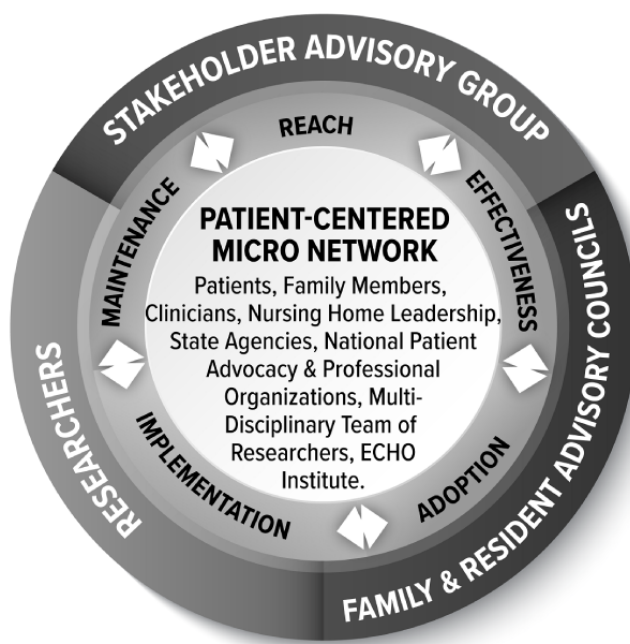 STAKEHOLDER ADVISORY GROUP
REACH
EFFECTIVENESS
ADOPTION
IMPLEMENTATION
MAINTENANCE
PATIENT-CENTERED
MICRO NETWORK
Patients, Family Members,
Clinicians, Nursing Home Leadership,
State Agencies, National Patient
Advocacy & Professional
Organizations, Multi-
Disciplinary Team of
Researchers, ECHO
Institute.
FAMILY & RESIDENT ADVISORY COUNCILS
RESEARCHERS